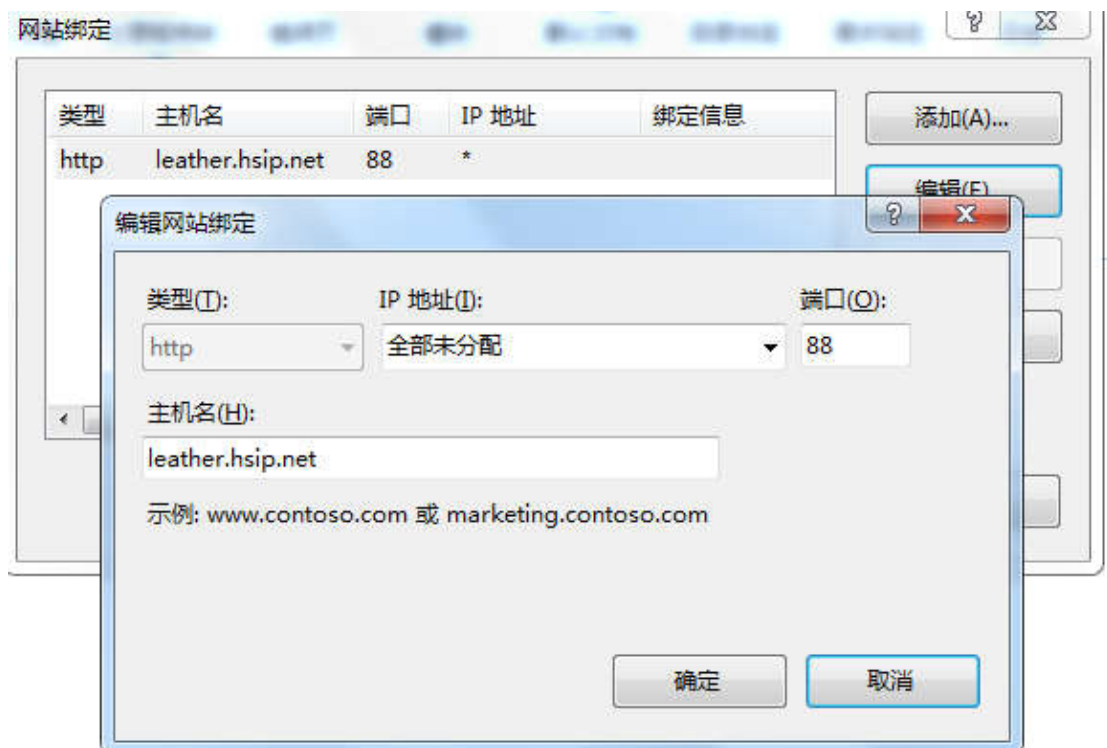 网站绑定
类型 主机名 端口 IP 地址 绑定信息
http leather.hsip.net 88 *
添加(A)...
编辑(E)
编辑网站绑定
类型(T): IP 地址(I): 端口(O):
http 全部未分配 88
主机名(H):
leather.hsip.net
示例: www.contoso.com 或 marketing.contoso.com
确定 取消